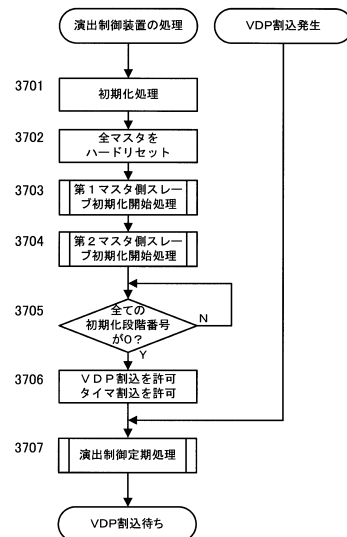 演出制御装置の処理
VDP割込発生
3701
初期化処理
3702
全マスタを
ハードリセット
3703
第1マスタ側スレー
ブ初期化開始処理
3704
第2マスタ側スレー
ブ初期化開始処理
3705
全ての
初期化段階番号
が0?
N
Y
3706
VDP割込を許可
タイマ割込を許可
3707
演出制御定期処理
VDP割込待ち